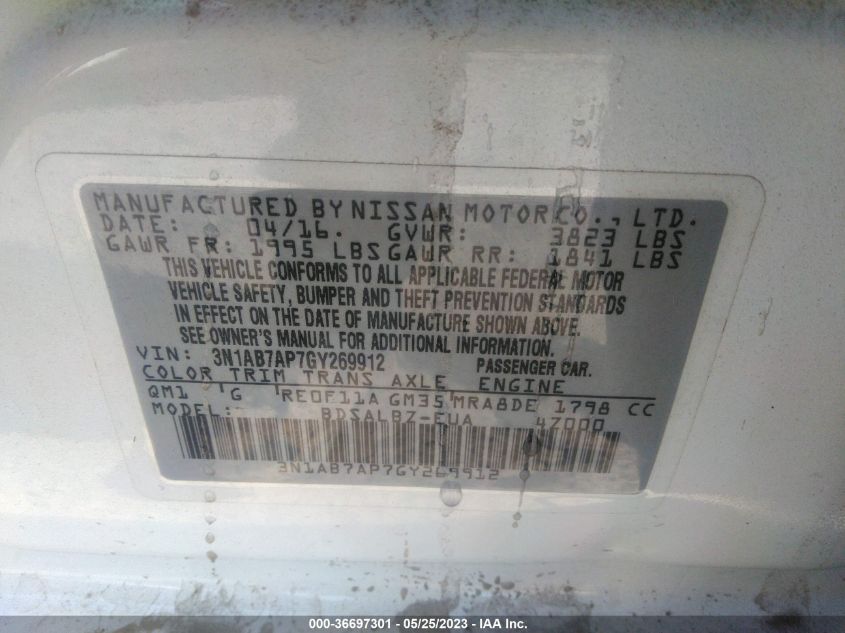 MANUFACTURED BY NISSAN MOTOR CO., LTD.
DATE: 04/16. GVWR: 3823 LBS
GAWR FR: 1995 LBS GAWR RR: 1841 LBS
THIS VEHICLE CONFORMS TO ALL APPLICABLE FEDERAL MOTOR
VEHICLE SAFETY, BUMPER AND THEFT PREVENTION STANDARDS
IN EFFECT ON THE DATE OF MANUFACTURE SHOWN ABOVE.
SEE OWNER'S MANUAL FOR ADDITIONAL INFORMATION.
VIN: 3N1AB7AP7GY269912 PASSENGER CAR.
COLOR TRIM TRANS AXLE ENGINE
QM1 G RE0F11A GM35 MRA8DE 1798 CC
MODEL: BDSALBZ-EUA 47000
3N1AB7AP7GY269912
000-36697301 - 05/25/2023 - IAA Inc.